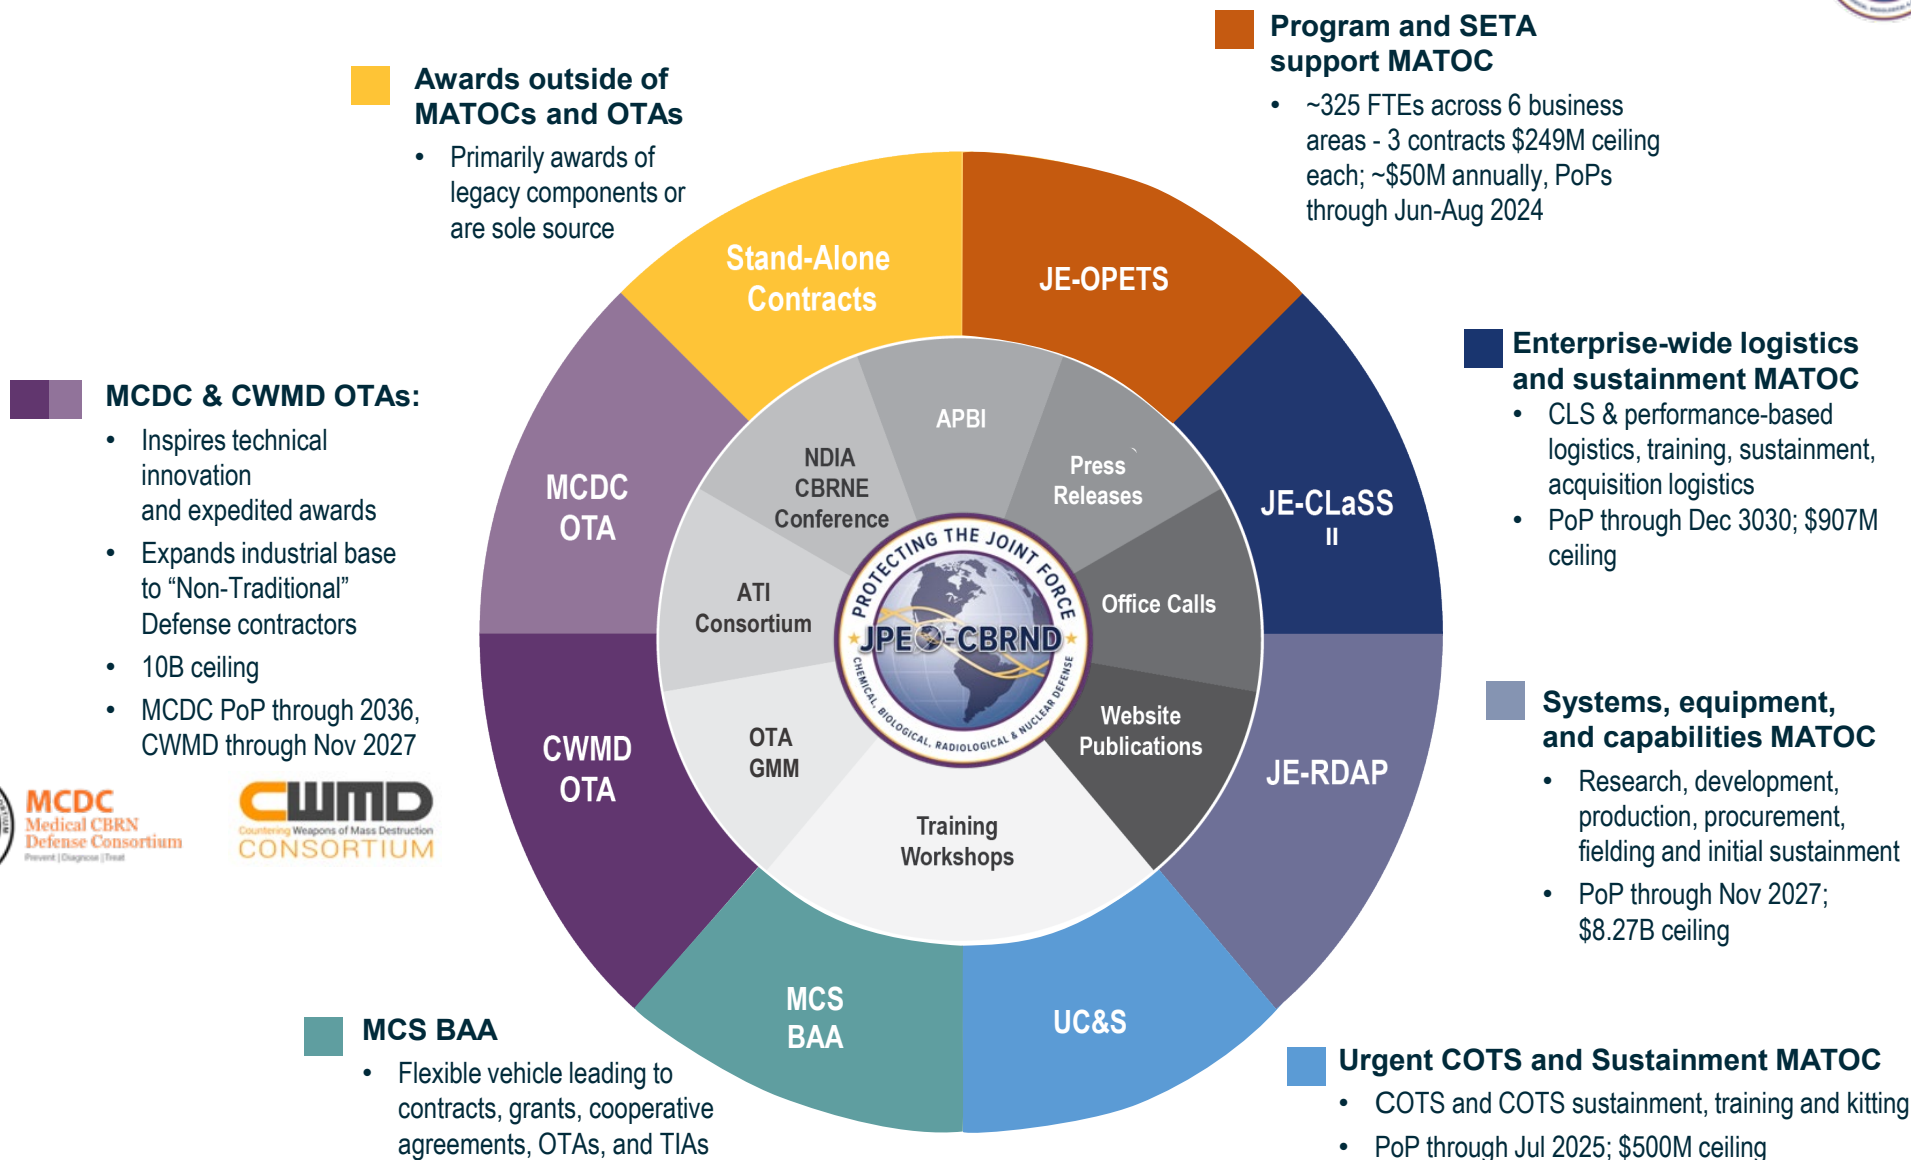 Program and SETA
support MATOC
• ~325 FTEs across 6 business
areas - 3 contracts $249M ceiling
each; ~$50M annually, PoPs
through Jun-Aug 2024
Awards outside of
MATOCs and OTAs
• Primarily awards of
legacy components or
are sole source
Stand-Alone
Contracts
JE-OPETS
Enterprise-wide logistics
and sustainment MATOC
• CLS & performance-based
logistics, training, sustainment,
acquisition logistics
• PoP through Dec 3030; $907M
ceiling
MCDC & CWMD OTAs:
• Inspires technical
innovation
and expedited awards
• Expands industrial base
to “Non-Traditional”
Defense contractors
• 10B ceiling
• MCDC PoP through 2036,
CWMD through Nov 2027
MCDC
OTA
JE-CLaSS
II
APBI
NDIA
CBRNE
Conference
Press `
Releases
ATI
Consortium
Office Calls
PROTECTING THE JOINT FORCE
JPEO-CBRND
CHEMICAL, BIOLOGICAL, RADIOLOGICAL & NUCLEAR DEFENSE
OTA
GMM
Website
Publications
Training
Workshops
CWMD
OTA
JE-RDAP
Systems, equipment,
and capabilities MATOC
• Research, development,
production, procurement,
fielding and initial sustainment
• PoP through Nov 2027;
$8.27B ceiling
MCDC
Medical CBRN
Defense Consortium
Prevent | Diagnose | Treat
CWMD
Countering Weapons of Mass Destruction
CONSORTIUM
MCS
BAA
UC&S
MCS BAA
• Flexible vehicle leading to
contracts, grants, cooperative
agreements, OTAs, and TIAs
Urgent COTS and Sustainment MATOC
• COTS and COTS sustainment, training and kitting
• PoP through Jul 2025; $500M ceiling